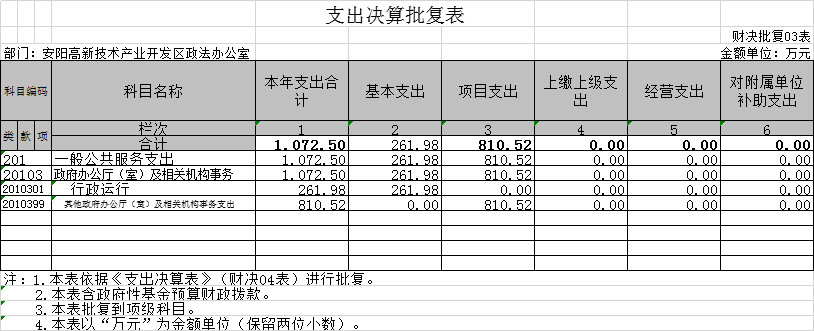 支出决算批复表
财决批复03表
部门：安阳高新技术产业开发区政法办公室 金额单位：万元
科目编码 科目名称 本年支出合计 基本支出 项目支出 上缴上级支出 经营支出 对附属单位补助支出
类 款 项 栏次 1 2 3 4 5 6
合计 1,072.50 261.98 810.52 0.00 0.00 0.00
201 一般公共服务支出 1,072.50 261.98 810.52 0.00 0.00 0.00
20103 政府办公厅（室）及相关机构事务 1,072.50 261.98 810.52 0.00 0.00 0.00
2010301 行政运行 261.98 261.98 0.00 0.00 0.00 0.00
2010399 其他政府办公厅（室）及相关机构事务支出 810.52 0.00 810.52 0.00 0.00 0.00
注：1.本表依据《支出决算表》（财决04表）进行批复。
2.本表含政府性基金预算财政拨款。
3.本表批复到项级科目。
4.本表以“万元”为金额单位（保留两位小数）。